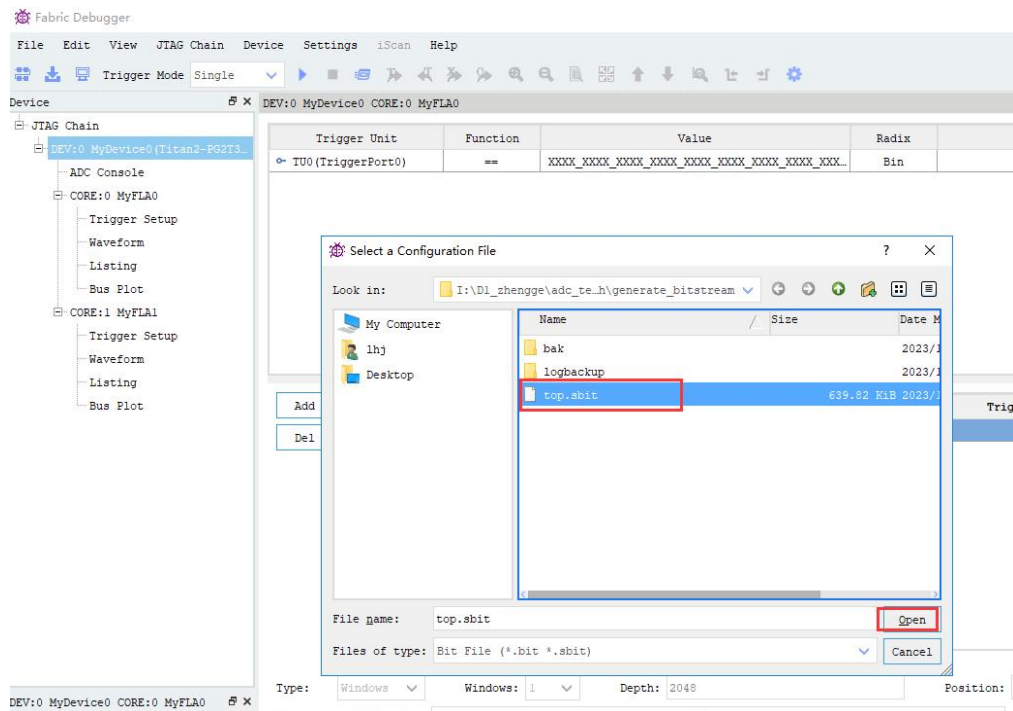 Fabric Debugger
File Edit View JTAG Chain Device Settings iScan Help
Trigger Mode Single
Device
DEV:0 MyDevice0 CORE:0 MyFLA0
JTAG Chain
DEV:0 MyDevice0(Titan2-PG2T3...
ADC Console
CORE:0 MyFLA0
Trigger Setup
Waveform
Listing
Bus Plot
CORE:1 MyFLA1
Trigger Setup
Waveform
Listing
Bus Plot
Trigger Unit Function Value Radix
TU0(TriggerPort0) == XXXX_XXXX_XXXX_XXXX_XXXX_XXXX_XXXX_XXXX_XXX... Bin
Select a Configuration File ?
Look in: I:\D1_zhengge\adc_te…h\generate_bitstream
My Computer
lhj
Desktop
Name Size Date M
bak 2023/1
logbackup 2023/1
top.sbit 639.82 KiB 2023/1
Add
Del
Trig
File name: top.sbit Open
Files of type: Bit File (*.bit *.sbit) Cancel
Type: Windows Windows: 1 Depth: 2048 Position:
DEV:0 MyDevice0 CORE:0 MyFLA0